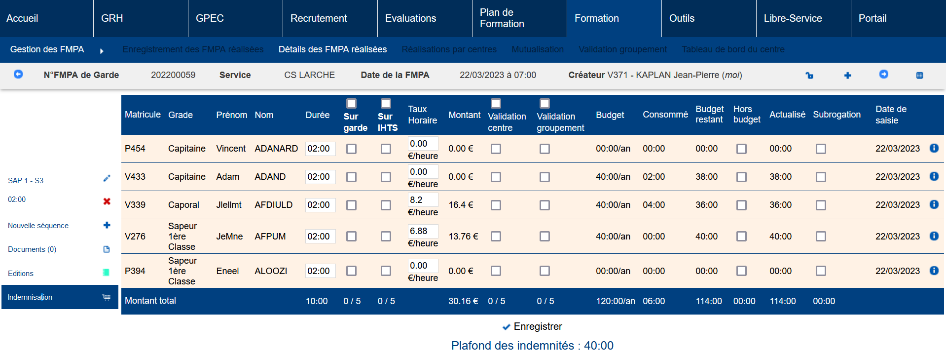 Accueil GRH GPEC Recrutement Evaluations Plan de Formation Formation Outils Libre-Service Portail
Gestion des FMPA Enregistrement des FMPA réalisées Détails des FMPA réalisées Réalisations par centres Mutualisation Validation groupement Tableau de bord du centre
N°FMPA de Garde 202200059 Service CS LARCHE Date de la FMPA 22/03/2023 à 07:00 Créateur V371 - KAPLAN Jean-Pierre (moi)
Matricule Grade Prénom Nom Durée Sur garde Sur IHTS Taux Horaire Montant Validation centre Validation groupement Budget Consommé Budget restant Hors budget Actualisé Subrogation Date de saisie
P454 Capitaine Vincent ADANARD 02:00 0.00 €/heure 0.00 € 00:00/an 00:00 00:00 00:00 22/03/2023
V433 Capitaine Adam ADAND 02:00 0.00 €/heure 0.00 € 40:00/an 02:00 38:00 38:00 22/03/2023
V339 Caporal Jlellmt AFDIULD 02:00 8.2 €/heure 16.4 € 40:00/an 04:00 36:00 36:00 22/03/2023
V276 Sapeur 1ère Classe JeMne AFPUM 02:00 6.88 €/heure 13.76 € 40:00/an 00:00 40:00 40:00 22/03/2023
P394 Sapeur 1ère Classe Eneel ALOOZI 02:00 0.00 €/heure 0.00 € 00:00/an 00:00 00:00 00:00 22/03/2023
Montant total 10:00 0 / 5 0 / 5 30.16 € 0 / 5 0 / 5 120:00/an 06:00 114:00 00:00 114:00 00:00
SAP 1 - S3
02:00
Nouvelle séquence
Documents (0)
Editions
Indemnisation
Enregistrer
Plafond des indemnités : 40:00